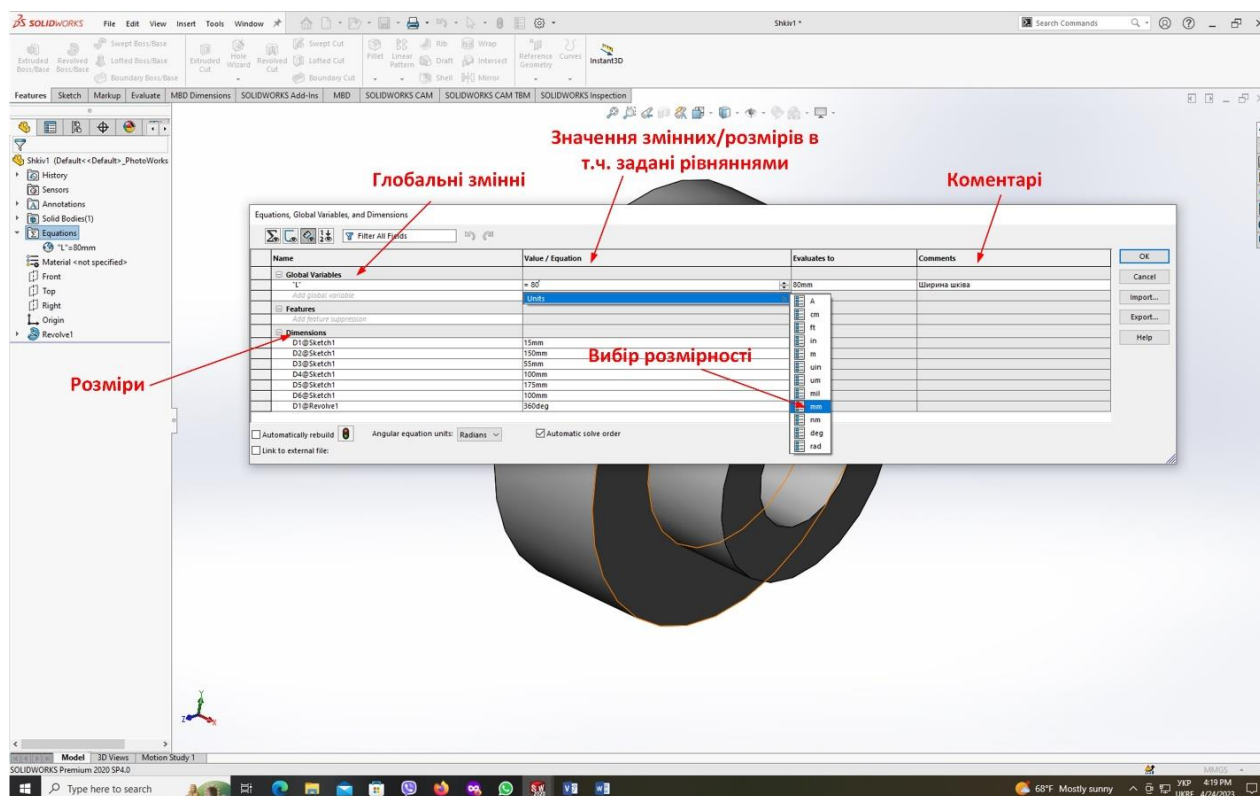 SOLIDWORKS File Edit View Insert Tools Window Shkiv1 * Search Commands
Extruded Boss/Base Revolved Boss/Base Swept Boss/Base Lofted Boss/Base Boundary Boss/Base Extruded Cut Hole Wizard Revolved Cut Swept Cut Lofted Cut Boundary Cut Fillet Linear Pattern Rib Draft Shell Wrap Intersect Mirror Reference Geometry Curves Instant3D
Features Sketch Markup Evaluate MBD Dimensions SOLIDWORKS Add-Ins MBD SOLIDWORKS CAM SOLIDWORKS CAM TBM SOLIDWORKS Inspection
Shkiv1 (Default<<Default>_PhotoWorks
History
Sensors
Annotations
Solid Bodies(1)
Equations
"L"=80mm
Material <not specified>
Front
Top
Right
Origin
Revolve1
Значення змінних/розмірів в
т.ч. задані рівняннями
Глобальні змінні
Коментарі
Equations, Global Variables, and Dimensions
Filter All Fields
Name Value / Equation Evaluates to Comments
Global Variables
"L" = 80 80mm Ширина шківа
Add global variable
Units
Features
Add feature suppression
Dimensions
D1@Sketch1 15mm
D2@Sketch1 150mm
D3@Sketch1 55mm
D4@Sketch1 100mm
D5@Sketch1 175mm
D6@Sketch1 100mm
D1@Revolve1 360deg
A
cm
ft
in
m
uin
um
mil
mm
nm
deg
rad
Вибір розмірності
Розміри
OK
Cancel
Import...
Export...
Help
Automatically rebuild Angular equation units: Radians Automatic solve order
Link to external file:
Y
Z
X
Model 3D Views Motion Study 1
SOLIDWORKS Premium 2020 SP4.0 MMGS
Type here to search 68°F Mostly sunny УКР 4:19 PM
UKRE 4/24/2023